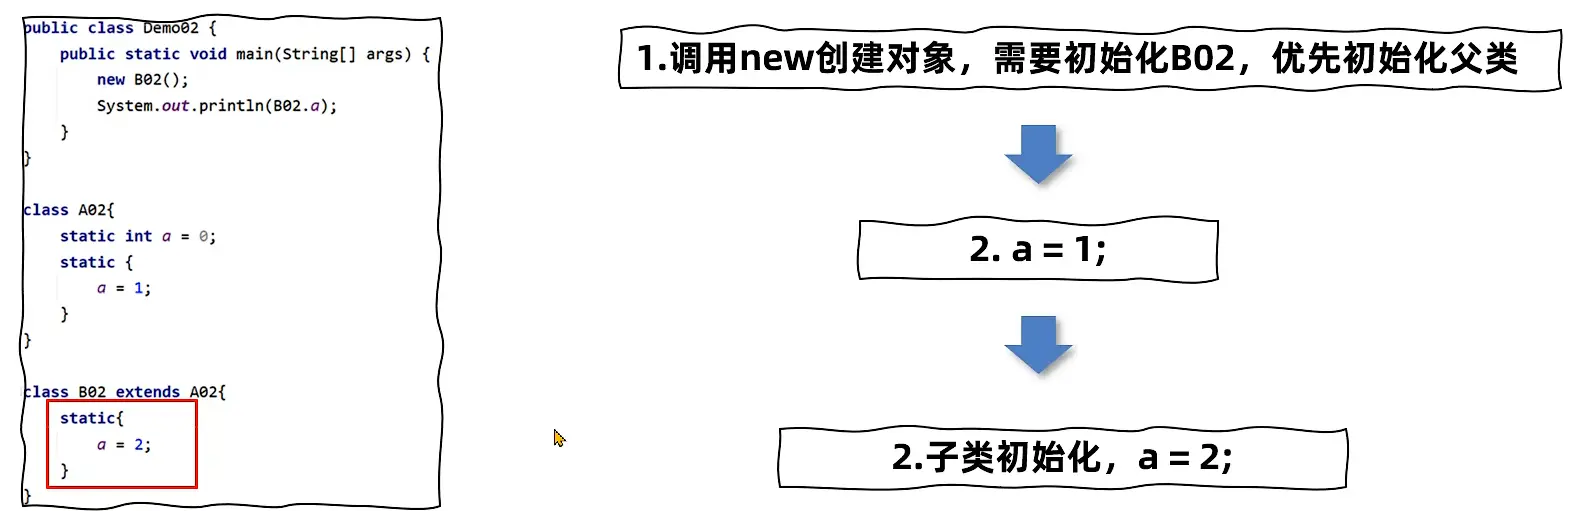 public class Demo02 {
    public static void main(String[] args) {
        new B02();
        System.out.println(B02.a);
    }
}
class A02{
    static int a = 0;
    static {
        a = 1;
    }
}
class B02 extends A02{
    static{
        a = 2;
    }
}
1.调用new创建对象，需要初始化B02，优先初始化父类
2. a = 1;
2.子类初始化，a = 2;